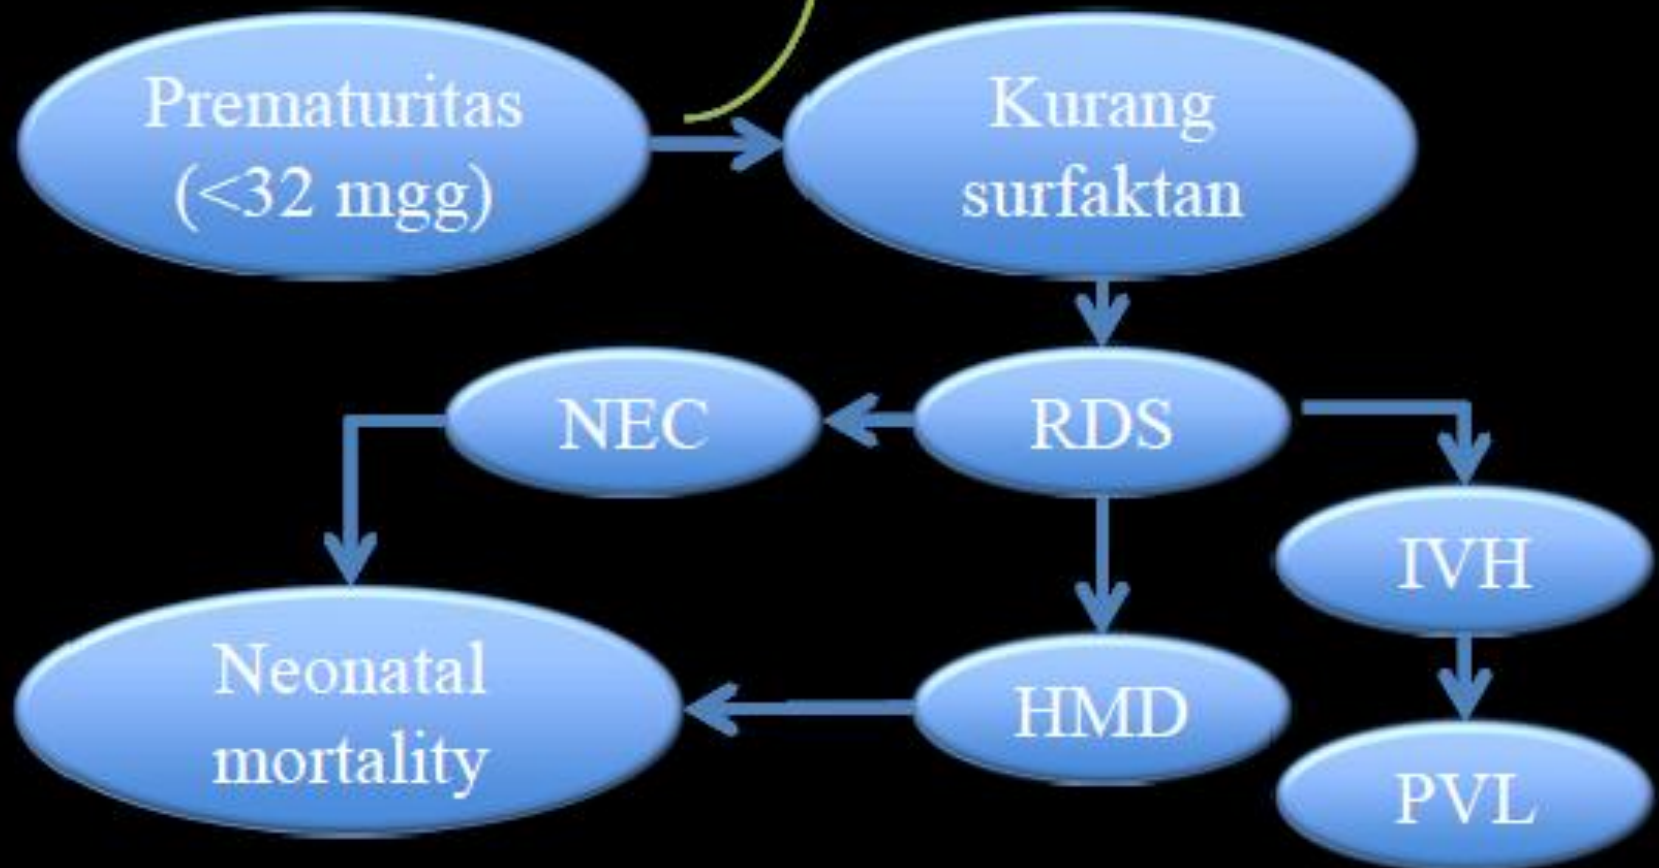 Prematuritas
(<32 mgg)
Kurang
surfaktan
NEC
RDS
IVH
Neonatal
mortality
HMD
PVL